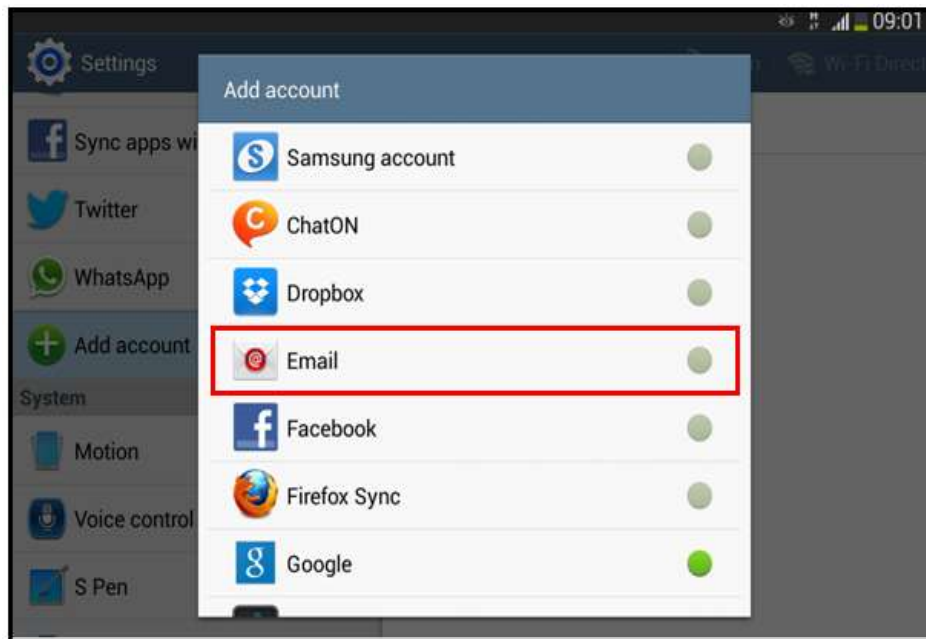 09:01
Settings
Wi-Fi Direct
Add account
Sync apps wi
Samsung account
Twitter
ChatON
WhatsApp
Dropbox
Add account
Email
System
Facebook
Motion
Firefox Sync
Voice control
Google
S Pen